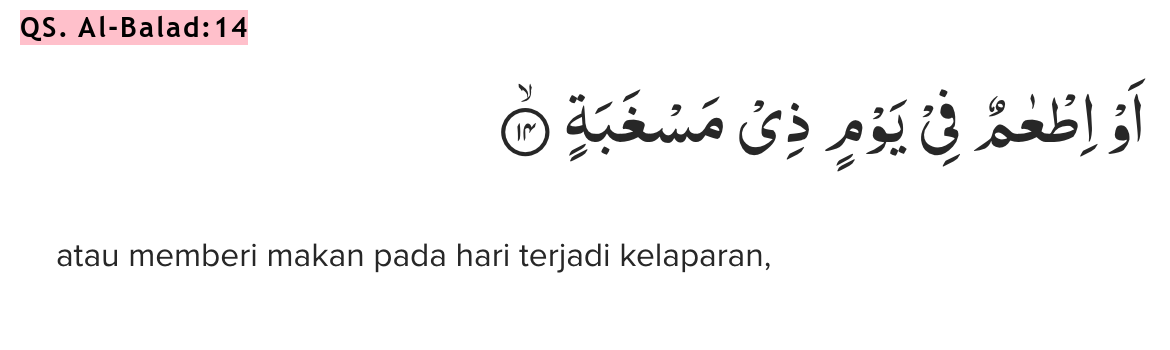 QS. Al-Balad:14
اَوْ اِطْعٰمٌ فِيْ يَوْمٍ ذِيْ مَسْغَبَةٍۙ ۝١٤
atau memberi makan pada hari terjadi kelaparan,